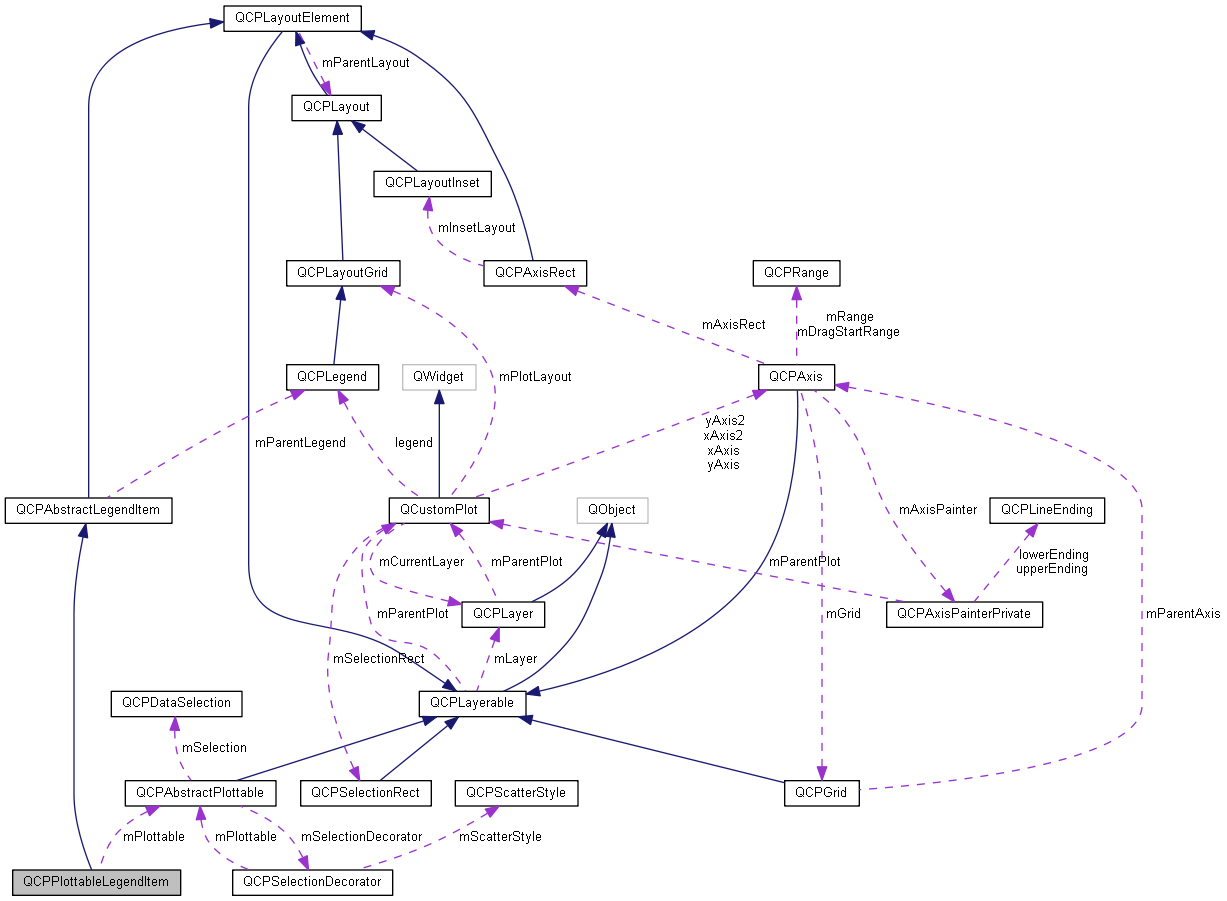 QCPLayoutElement
mParentLayout
QCPLayout
QCPLayoutInset
mInsetLayout
QCPLayoutGrid
QCPAxisRect
QCPRange
mAxisRect
mRange
mDragStartRange
QCPLegend
QWidget
mPlotLayout
QCPAxis
mParentLegend
legend
yAxis2
xAxis2
xAxis
yAxis
QCPAbstractLegendItem
QCustomPlot
QObject
mAxisPainter
QCPLineEnding
mCurrentLayer
mParentPlot
mParentPlot
lowerEnding
upperEnding
mParentPlot
QCPLayer
mGrid
QCPAxisPainterPrivate
mParentAxis
mSelectionRect
mLayer
QCPDataSelection
QCPLayerable
mSelection
QCPAbstractPlottable
QCPSelectionRect
QCPScatterStyle
QCPGrid
mPlottable
mPlottable
mSelectionDecorator
mScatterStyle
QCPPlottableLegendItem
QCPSelectionDecorator